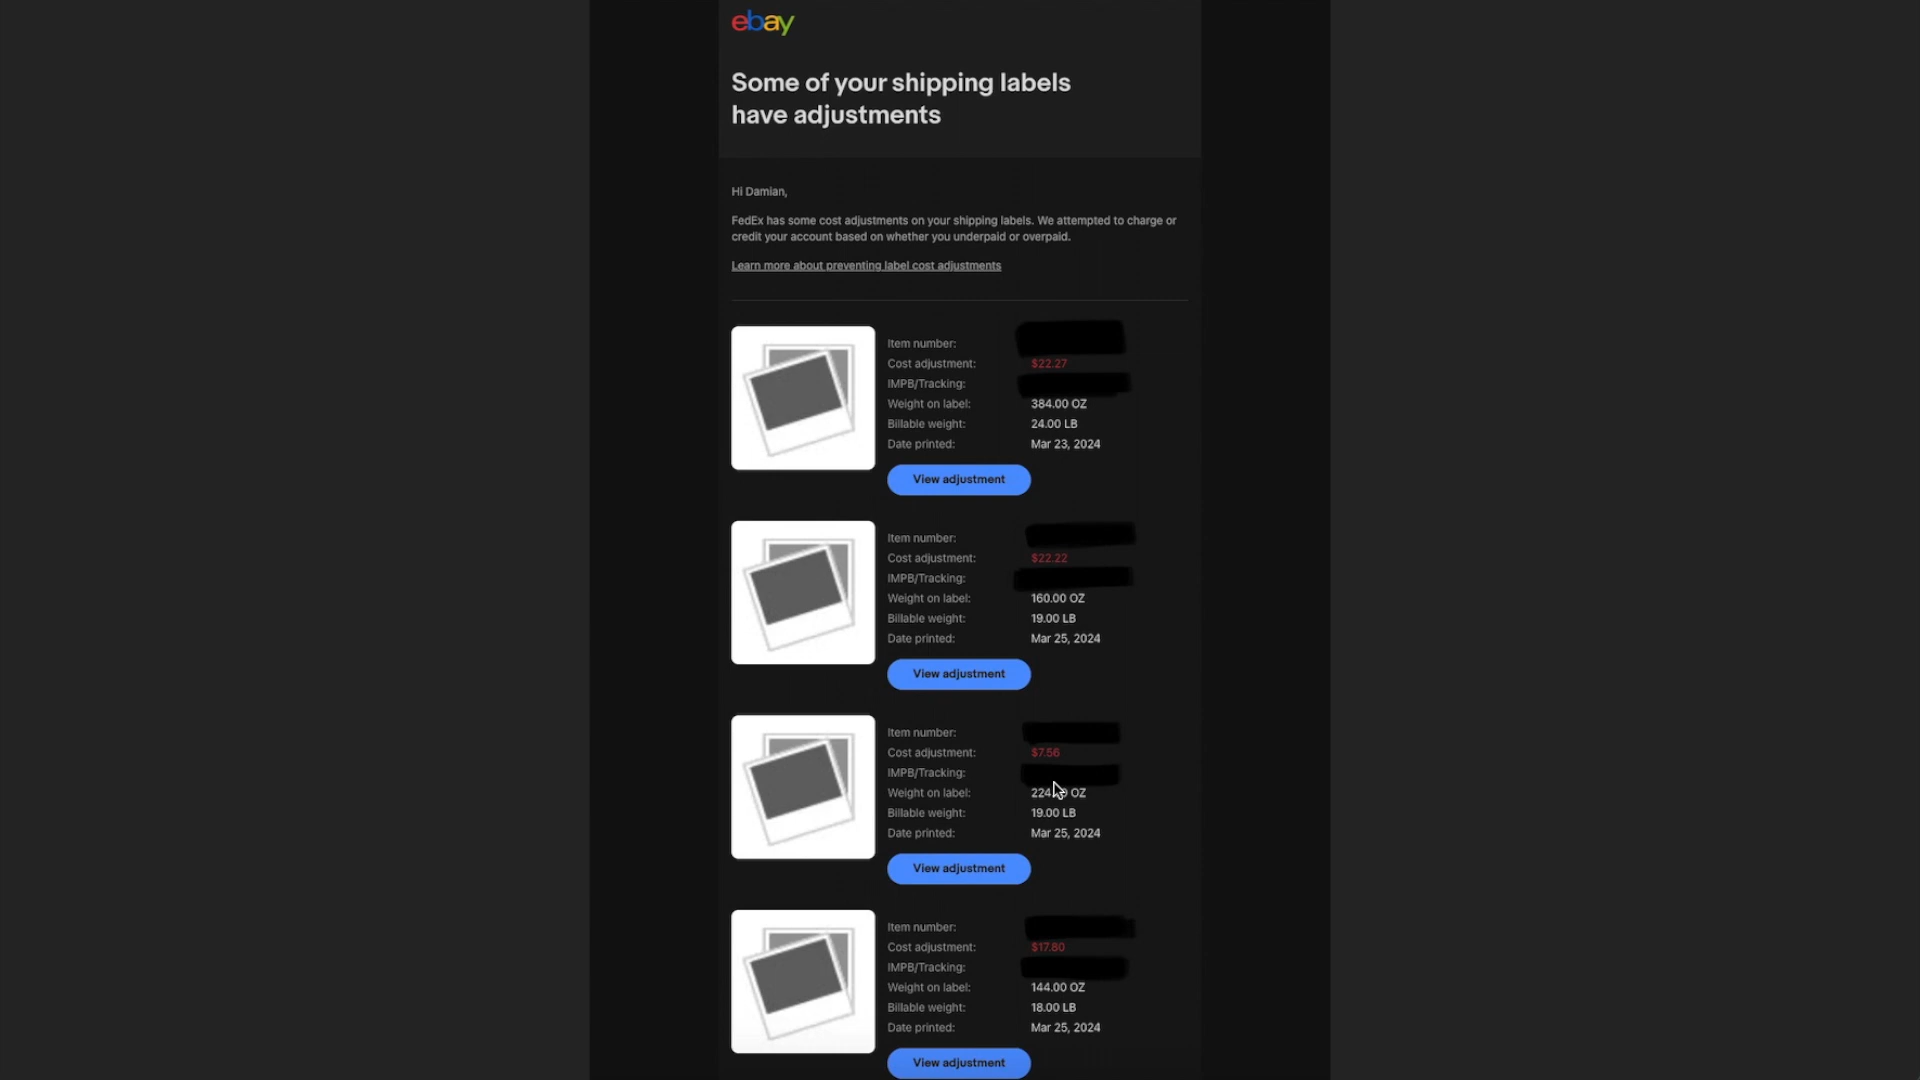 ebay
Some of your shipping labels
have adjustments
Hi Damian,
FedEx has some cost adjustments on your shipping labels. We attempted to charge or
credit your account based on whether you underpaid or overpaid.
Learn more about preventing label cost adjustments
Item number:
Cost adjustment: $22.27
IMPB/Tracking:
Weight on label: 384.00 OZ
Billable weight: 24.00 LB
Date printed: Mar 23, 2024
View adjustment
Item number:
Cost adjustment: $22.22
IMPB/Tracking:
Weight on label: 160.00 OZ
Billable weight: 19.00 LB
Date printed: Mar 25, 2024
View adjustment
Item number:
Cost adjustment: $7.56
IMPB/Tracking:
Weight on label: OZ
Billable weight: 19.00 LB
Date printed: Mar 25, 2024
View adjustment
Item number:
Cost adjustment: $17.80
IMPB/Tracking:
Weight on label: 144.00 OZ
Billable weight: 18.00 LB
Date printed: Mar 25, 2024
View adjustment